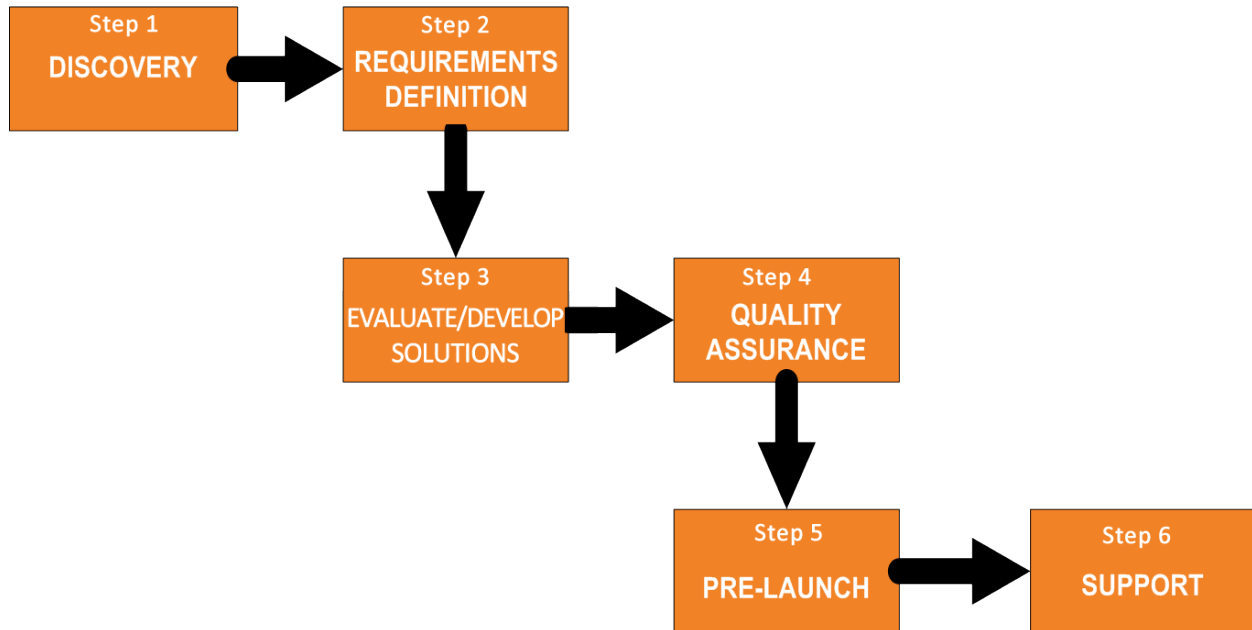 Step 1
DISCOVERY
Step 2
REQUIREMENTS
DEFINITION
Step 3
EVALUATE/DEVELOP
SOLUTIONS
Step 4
QUALITY
ASSURANCE
Step 5
PRE-LAUNCH
Step 6
SUPPORT